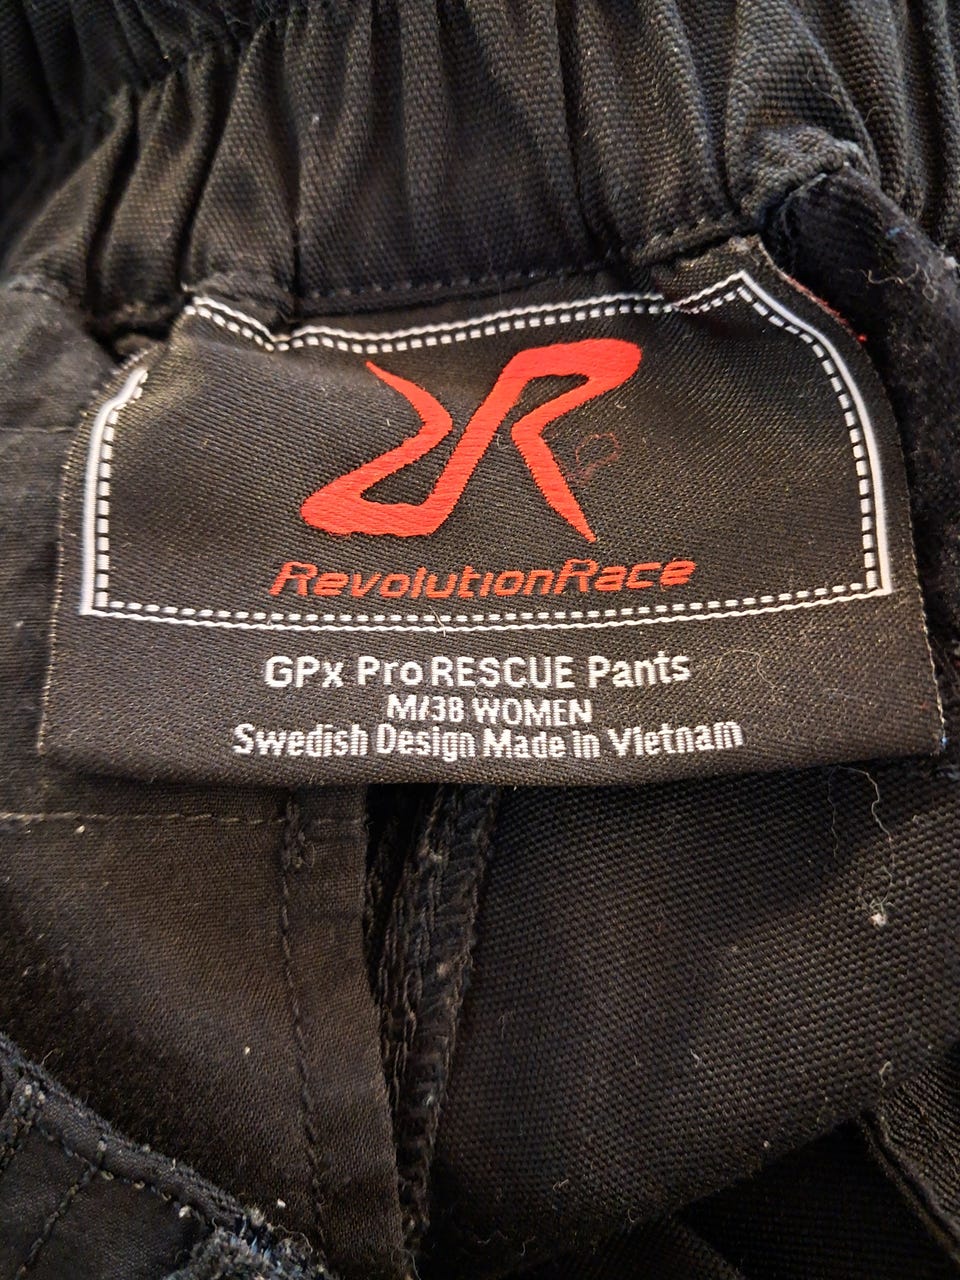 RevolutionRace
GPx Pro RESCUE Pants
M/38 WOMEN
Swedish Design Made in Vietnam